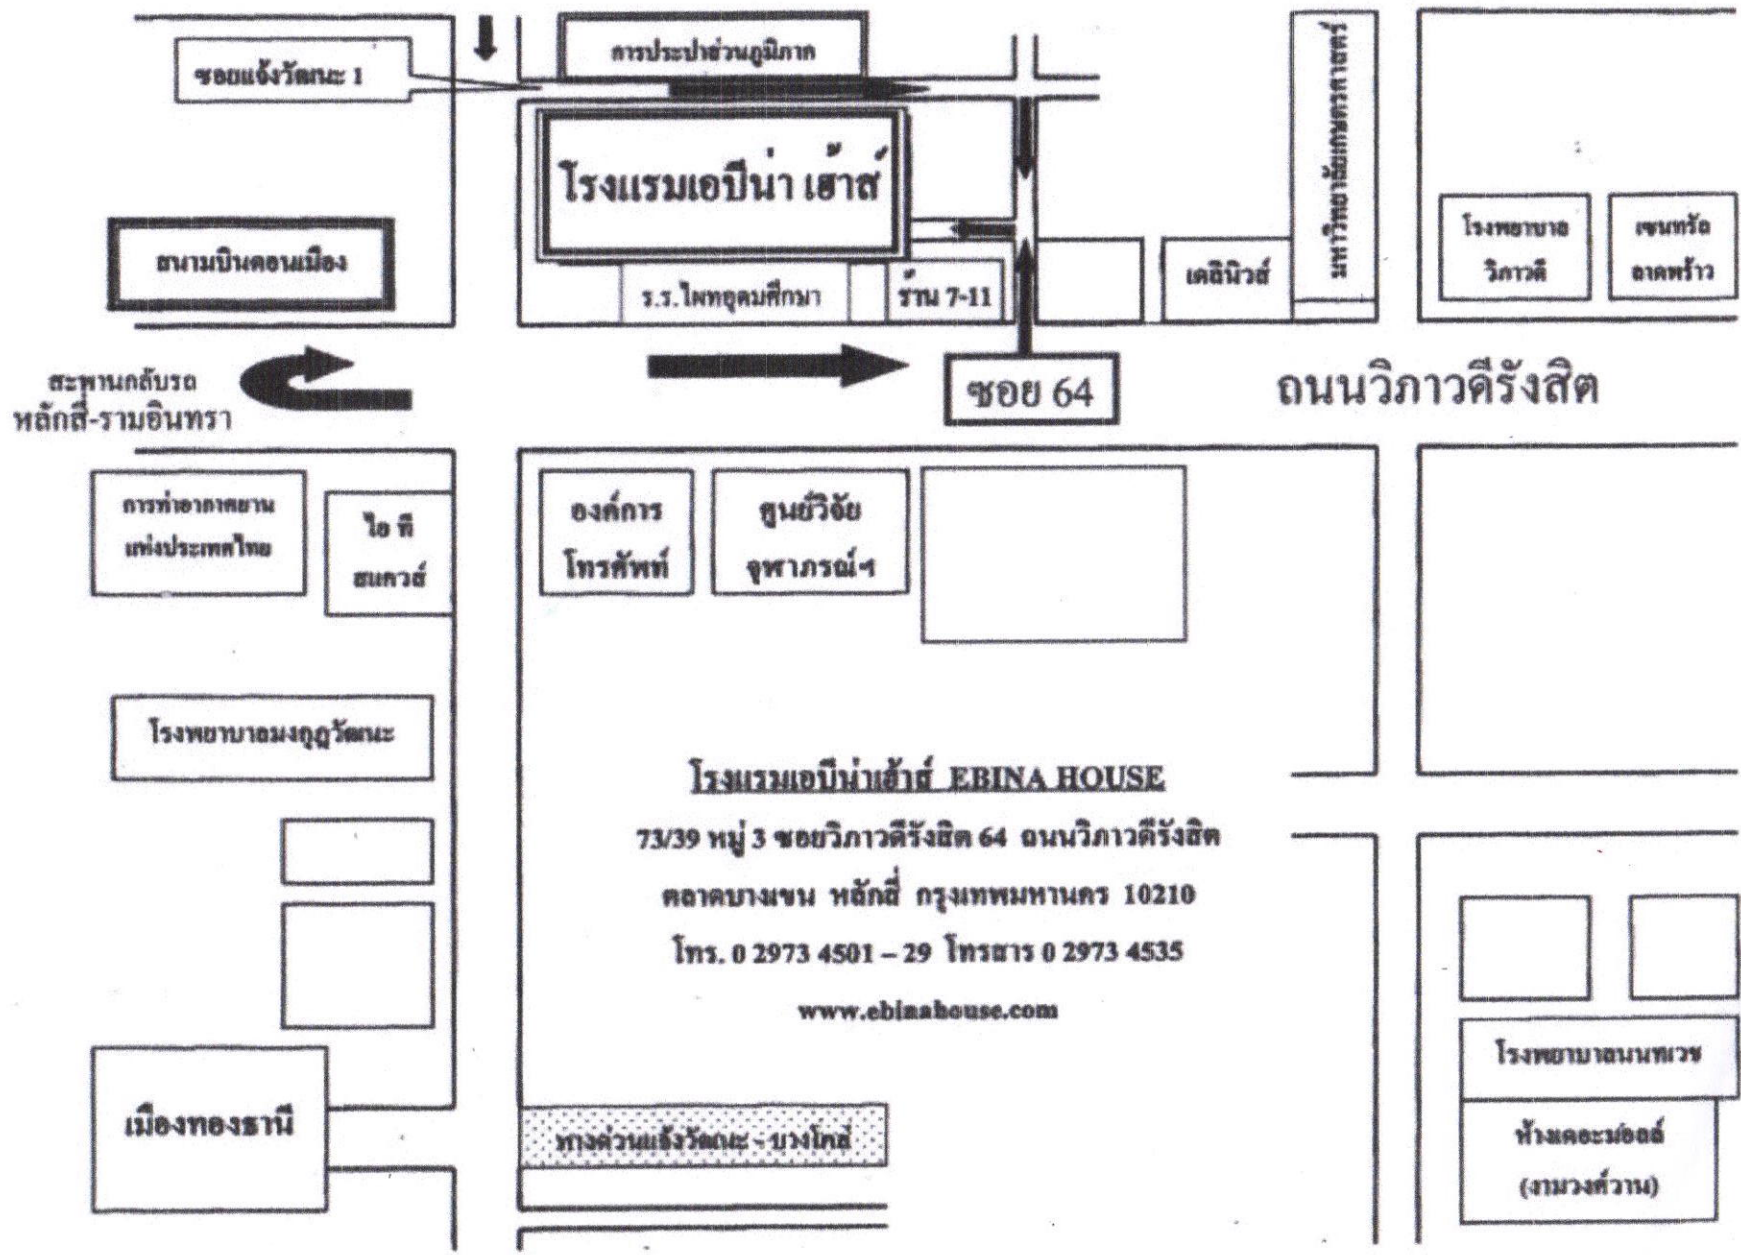 การประปาส่วนภูมิภาค
ซอยแจ้งวัฒนะ 1
มหาวิทยาลัยเกษตรศาสตร์
โรงแรมเอบีน่า เฮ้าส์
สนามบินดอนเมือง
ร.ร.ไผทอุดมศึกษา
ร้าน 7-11
เดลินิวส์
โรงพยาบาล
วิภาวดี
เซนทรัล
ลาดพร้าว
สะพานกลับรถ
หลักสี่-รามอินทรา
ซอย 64
ถนนวิภาวดีรังสิต
การท่าอากาศยาน
แห่งประเทศไทย
ไอ ที
สแควส์
องค์การ
โทรศัพท์
ศูนย์วิจัย
จุฬาภรณ์ฯ
โรงพยาบาลมงกุฎวัฒนะ
โรงแรมเอบีน่าเฮ้าส์ EBINA HOUSE
73/39 หมู่ 3 ซอยวิภาวดีรังสิต 64 ถนนวิภาวดีรังสิต
ตลาดบางเขน หลักสี่ กรุงเทพมหานคร 10210
โทร. 0 2973 4501 – 29 โทรสาร 0 2973 4535
www.ebinahouse.com
เมืองทองธานี
ทางด่วนแจ้งวัฒนะ - บางโคล่
โรงพยาบาลนนทเวช
ห้างเดอะมอลล์
(งามวงศ์วาน)